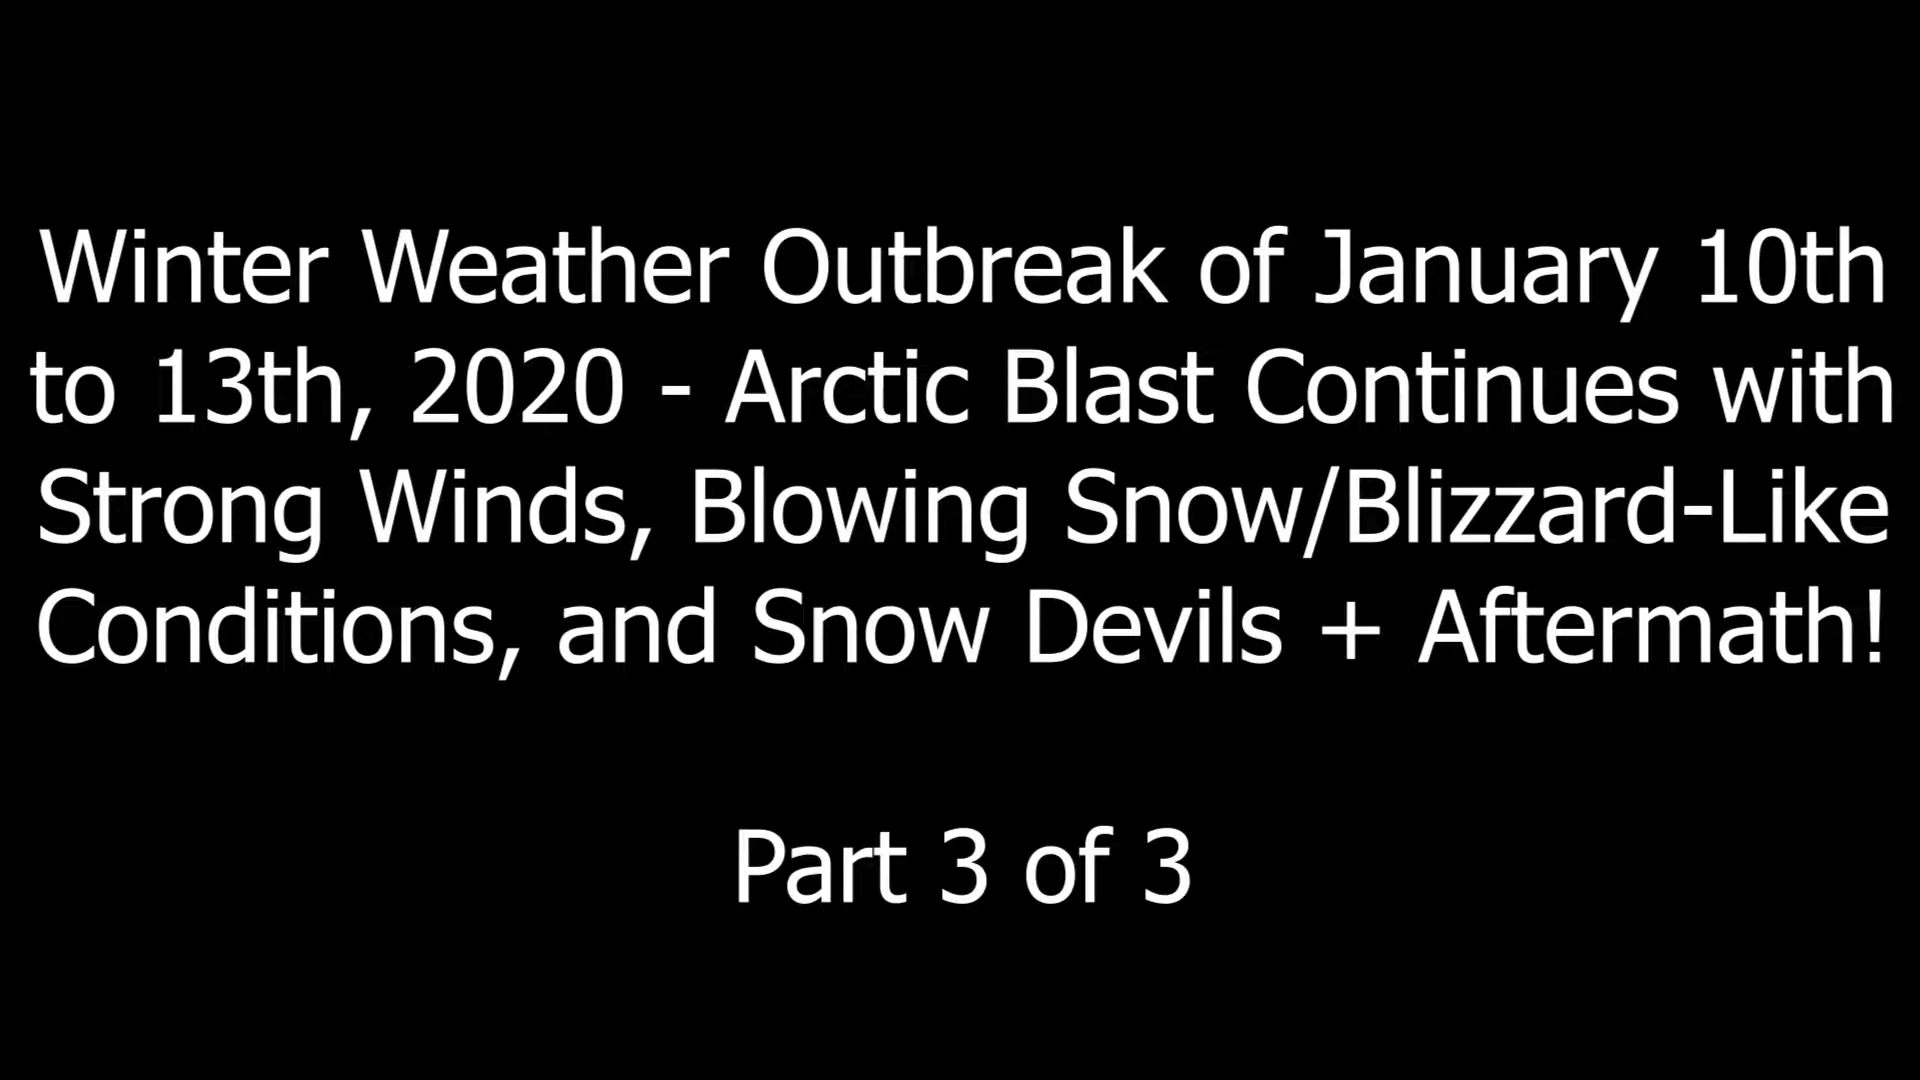 Winter Weather Outbreak of January 10th
to 13th, 2020 - Arctic Blast Continues with
Strong Winds, Blowing Snow/Blizzard-Like
Conditions, and Snow Devils + Aftermath!
Part 3 of 3